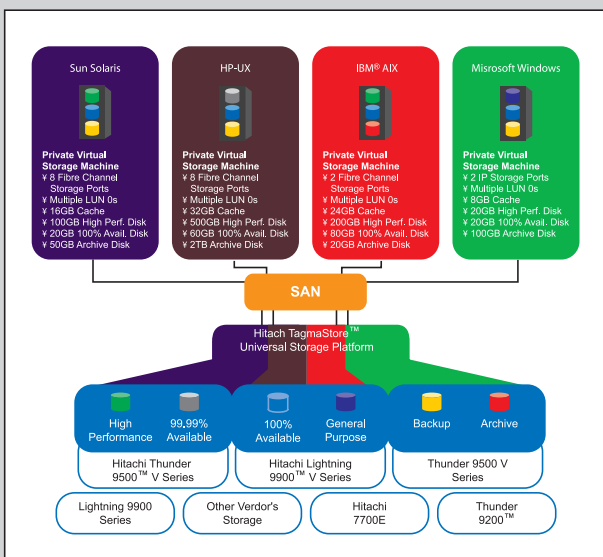 Sun Solaris
Private Virtual
Storage Machine
¥ 8 Fibre Channel
Storage Ports
¥ Multiple LUN 0s
¥ 16GB Cache
¥ 100GB High Perf. Disk
¥ 20GB 100% Avail. Disk
¥ 50GB Archive Disk
HP-UX
Private Virtual
Storage Machine
¥ 8 Fibre Channel
Storage Ports
¥ Multiple LUN 0s
¥ 32GB Cache
¥ 500GB High Perf. Disk
¥ 60GB 100% Avail. Disk
¥ 2TB Archive Disk
IBM® AIX
Private Virtual
Storage Machine
¥ 2 Fibre Channel
Storage Ports
¥ Multiple LUN 0s
¥ 24GB Cache
¥ 200GB High Perf. Disk
¥ 80GB 100% Avail. Disk
¥ 20GB Archive Disk
Misrosoft Windows
Private Virtual
Storage Machine
¥ 2 IP Storage Ports
¥ Multiple LUN 0s
¥ 8GB Cache
¥ 20GB High Perf. Disk
¥ 20GB 100% Avail. Disk
¥ 100GB Archive Disk
SAN
Hitach TagmaStore™
Universal Storage Platform
High
Performance
99,99%
Available
100%
Available
General
Purpose
Backup
Archive
Hitachi Thunder
9500™ V Series
Hitachi Lightning
9900™ V Series
Thunder 9500 V
Series
Lightning 9900
Series
Other Verdor's
Storage
Hitachi
7700E
Thunder
9200™